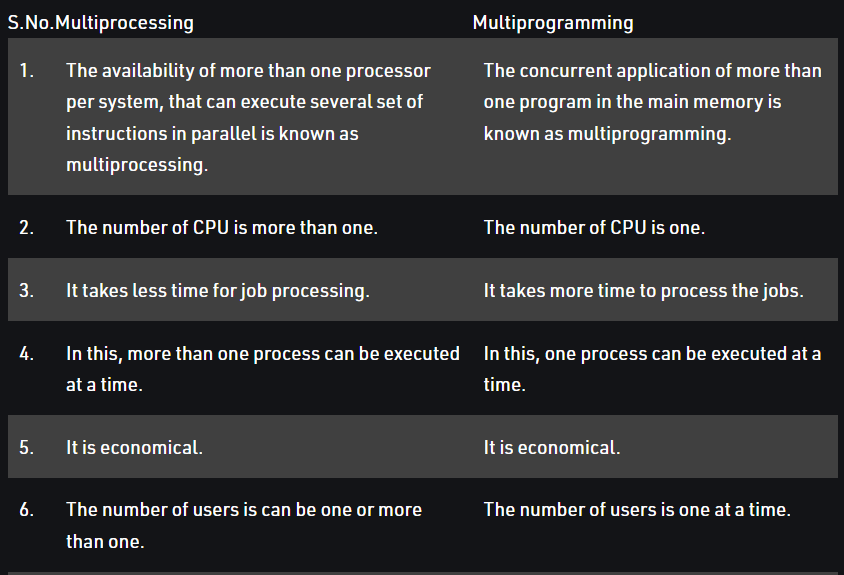 S.No.Multiprocessing Multiprogramming
1. The availability of more than one processor The concurrent application of more than
per system, that can execute several set of one program in the main memory is
instructions in parallel is known as known as multiprogramming.
multiprocessing.
2. The number of CPU is more than one. The number of CPU is one.
3. It takes less time for job processing. It takes more time to process the jobs.
4. In this, more than one process can be executed In this, one process can be executed at a
at a time. time.
5. It is economical. It is economical.
6. The number of users is can be one or more The number of users is one at a time.
than one.